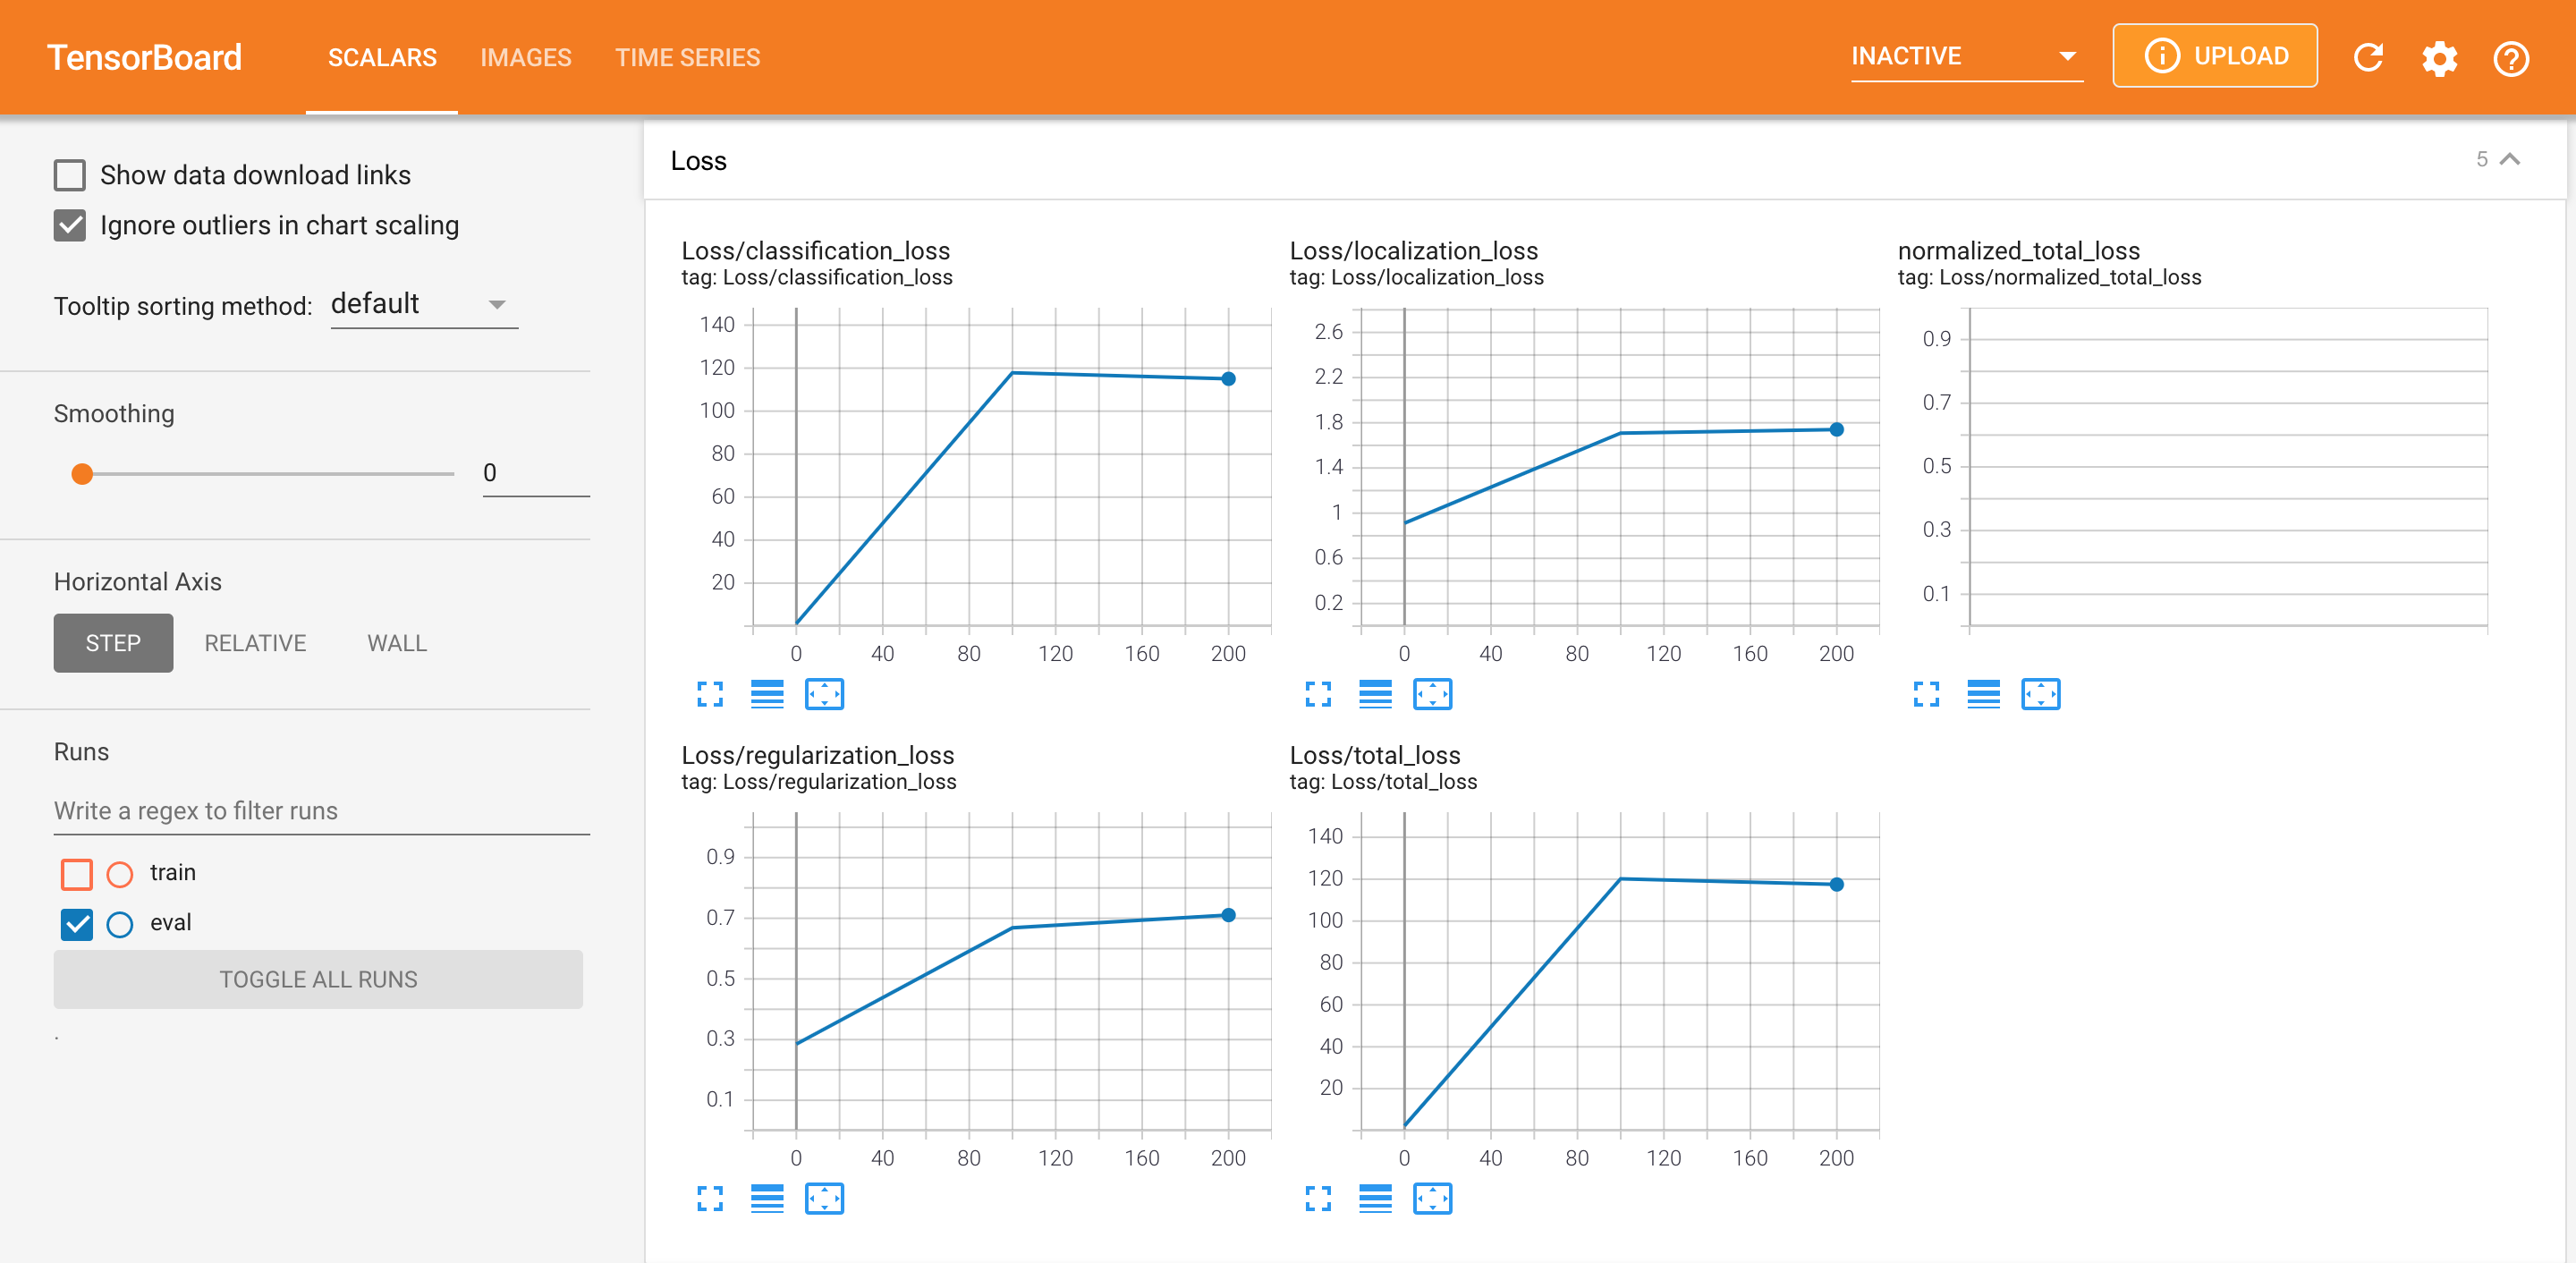 TensorBoard SCALARS IMAGES TIME SERIES INACTIVE UPLOAD
Show data download links
Ignore outliers in chart scaling
Tooltip sorting method: default
Smoothing
0
Horizontal Axis
STEP RELATIVE WALL
Runs
Write a regex to filter runs
train
eval
TOGGLE ALL RUNS
.
Loss 5
Loss/classification_loss
tag: Loss/classification_loss
140
120
100
80
60
40
20
0 40 80 120 160 200
Loss/localization_loss
tag: Loss/localization_loss
2.6
2.2
1.8
1.4
1
0.6
0.2
0 40 80 120 160 200
normalized_total_loss
tag: Loss/normalized_total_loss
0.9
0.7
0.5
0.3
0.1
Loss/regularization_loss
tag: Loss/regularization_loss
0.9
0.7
0.5
0.3
0.1
0 40 80 120 160 200
Loss/total_loss
tag: Loss/total_loss
140
120
100
80
60
40
20
0 40 80 120 160 200